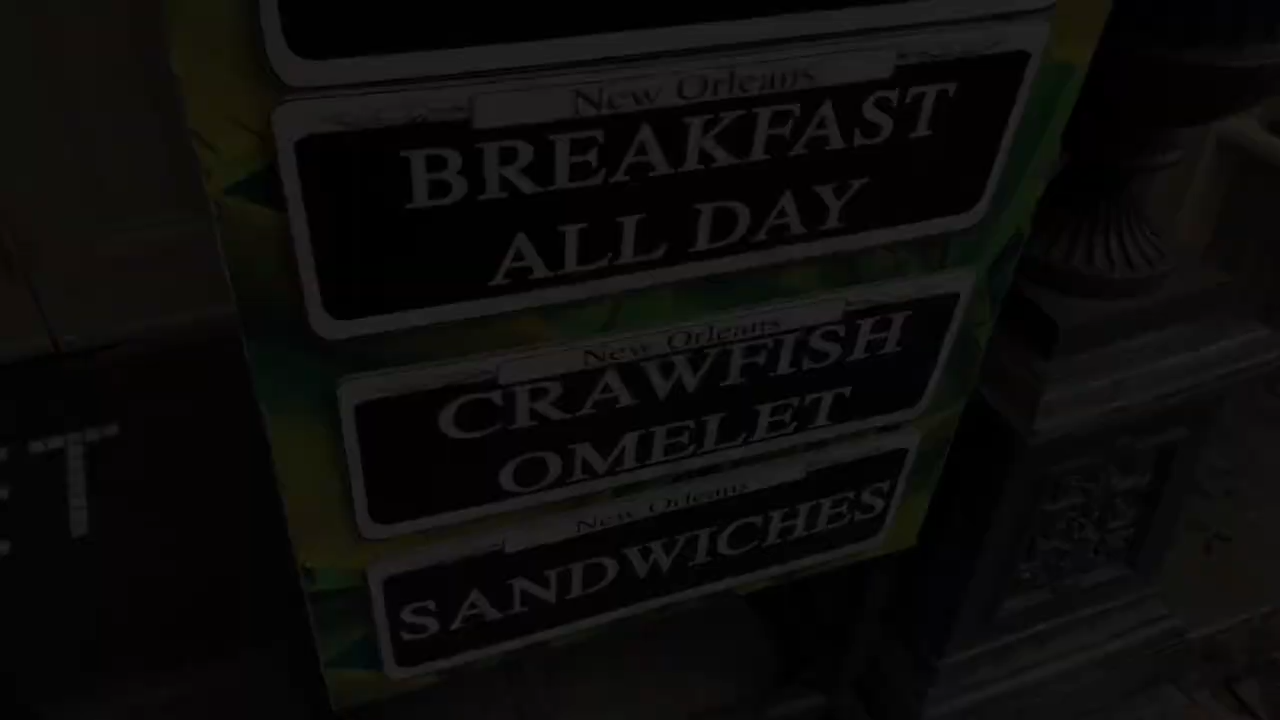 New Orleans
BREAKFAST
ALL DAY
New Orleans
CRAWFISH
OMELET
New Orleans
SANDWICHES